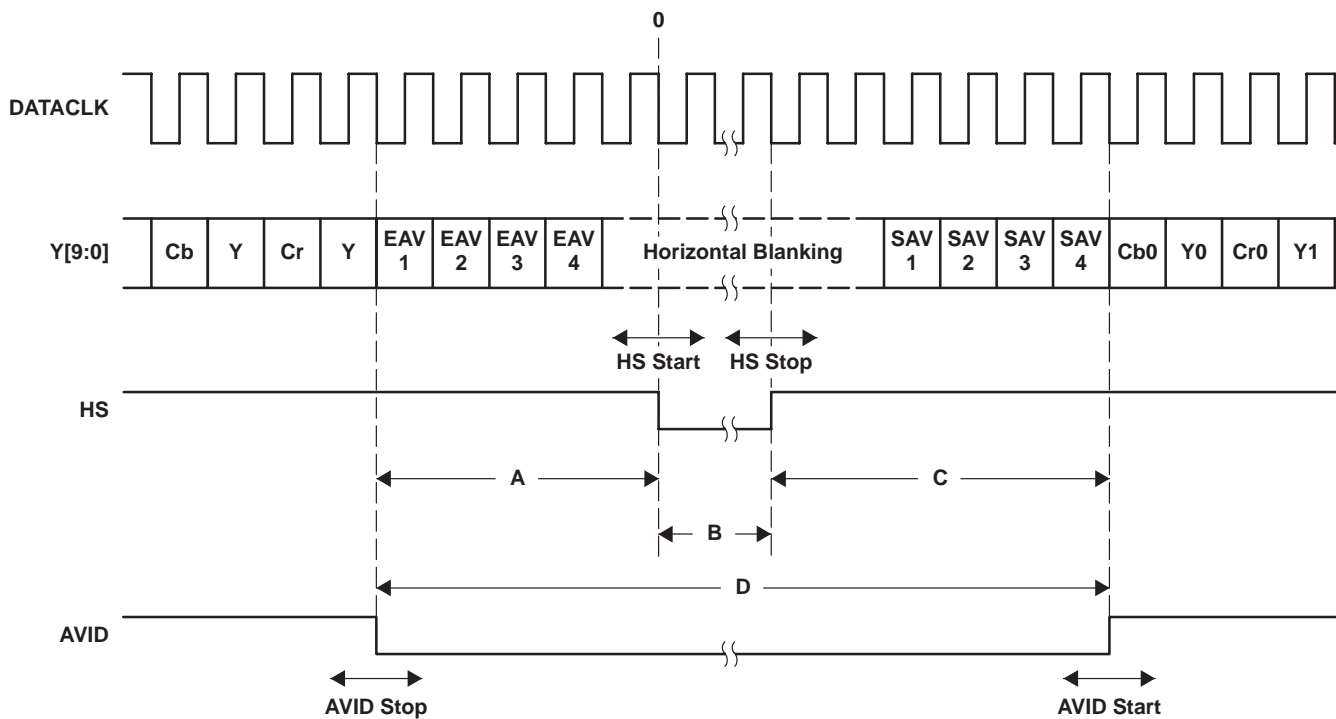 0
DATACLK
Y[9:0]
Cb
Y
Cr
Y
EAV
1
EAV
2
EAV
3
EAV
4
Horizontal Blanking
SAV
1
SAV
2
SAV
3
SAV
4
Cb0
Y0
Cr0
Y1
HS Start
HS Stop
HS
A
C
B
D
AVID
AVID Stop
AVID Start